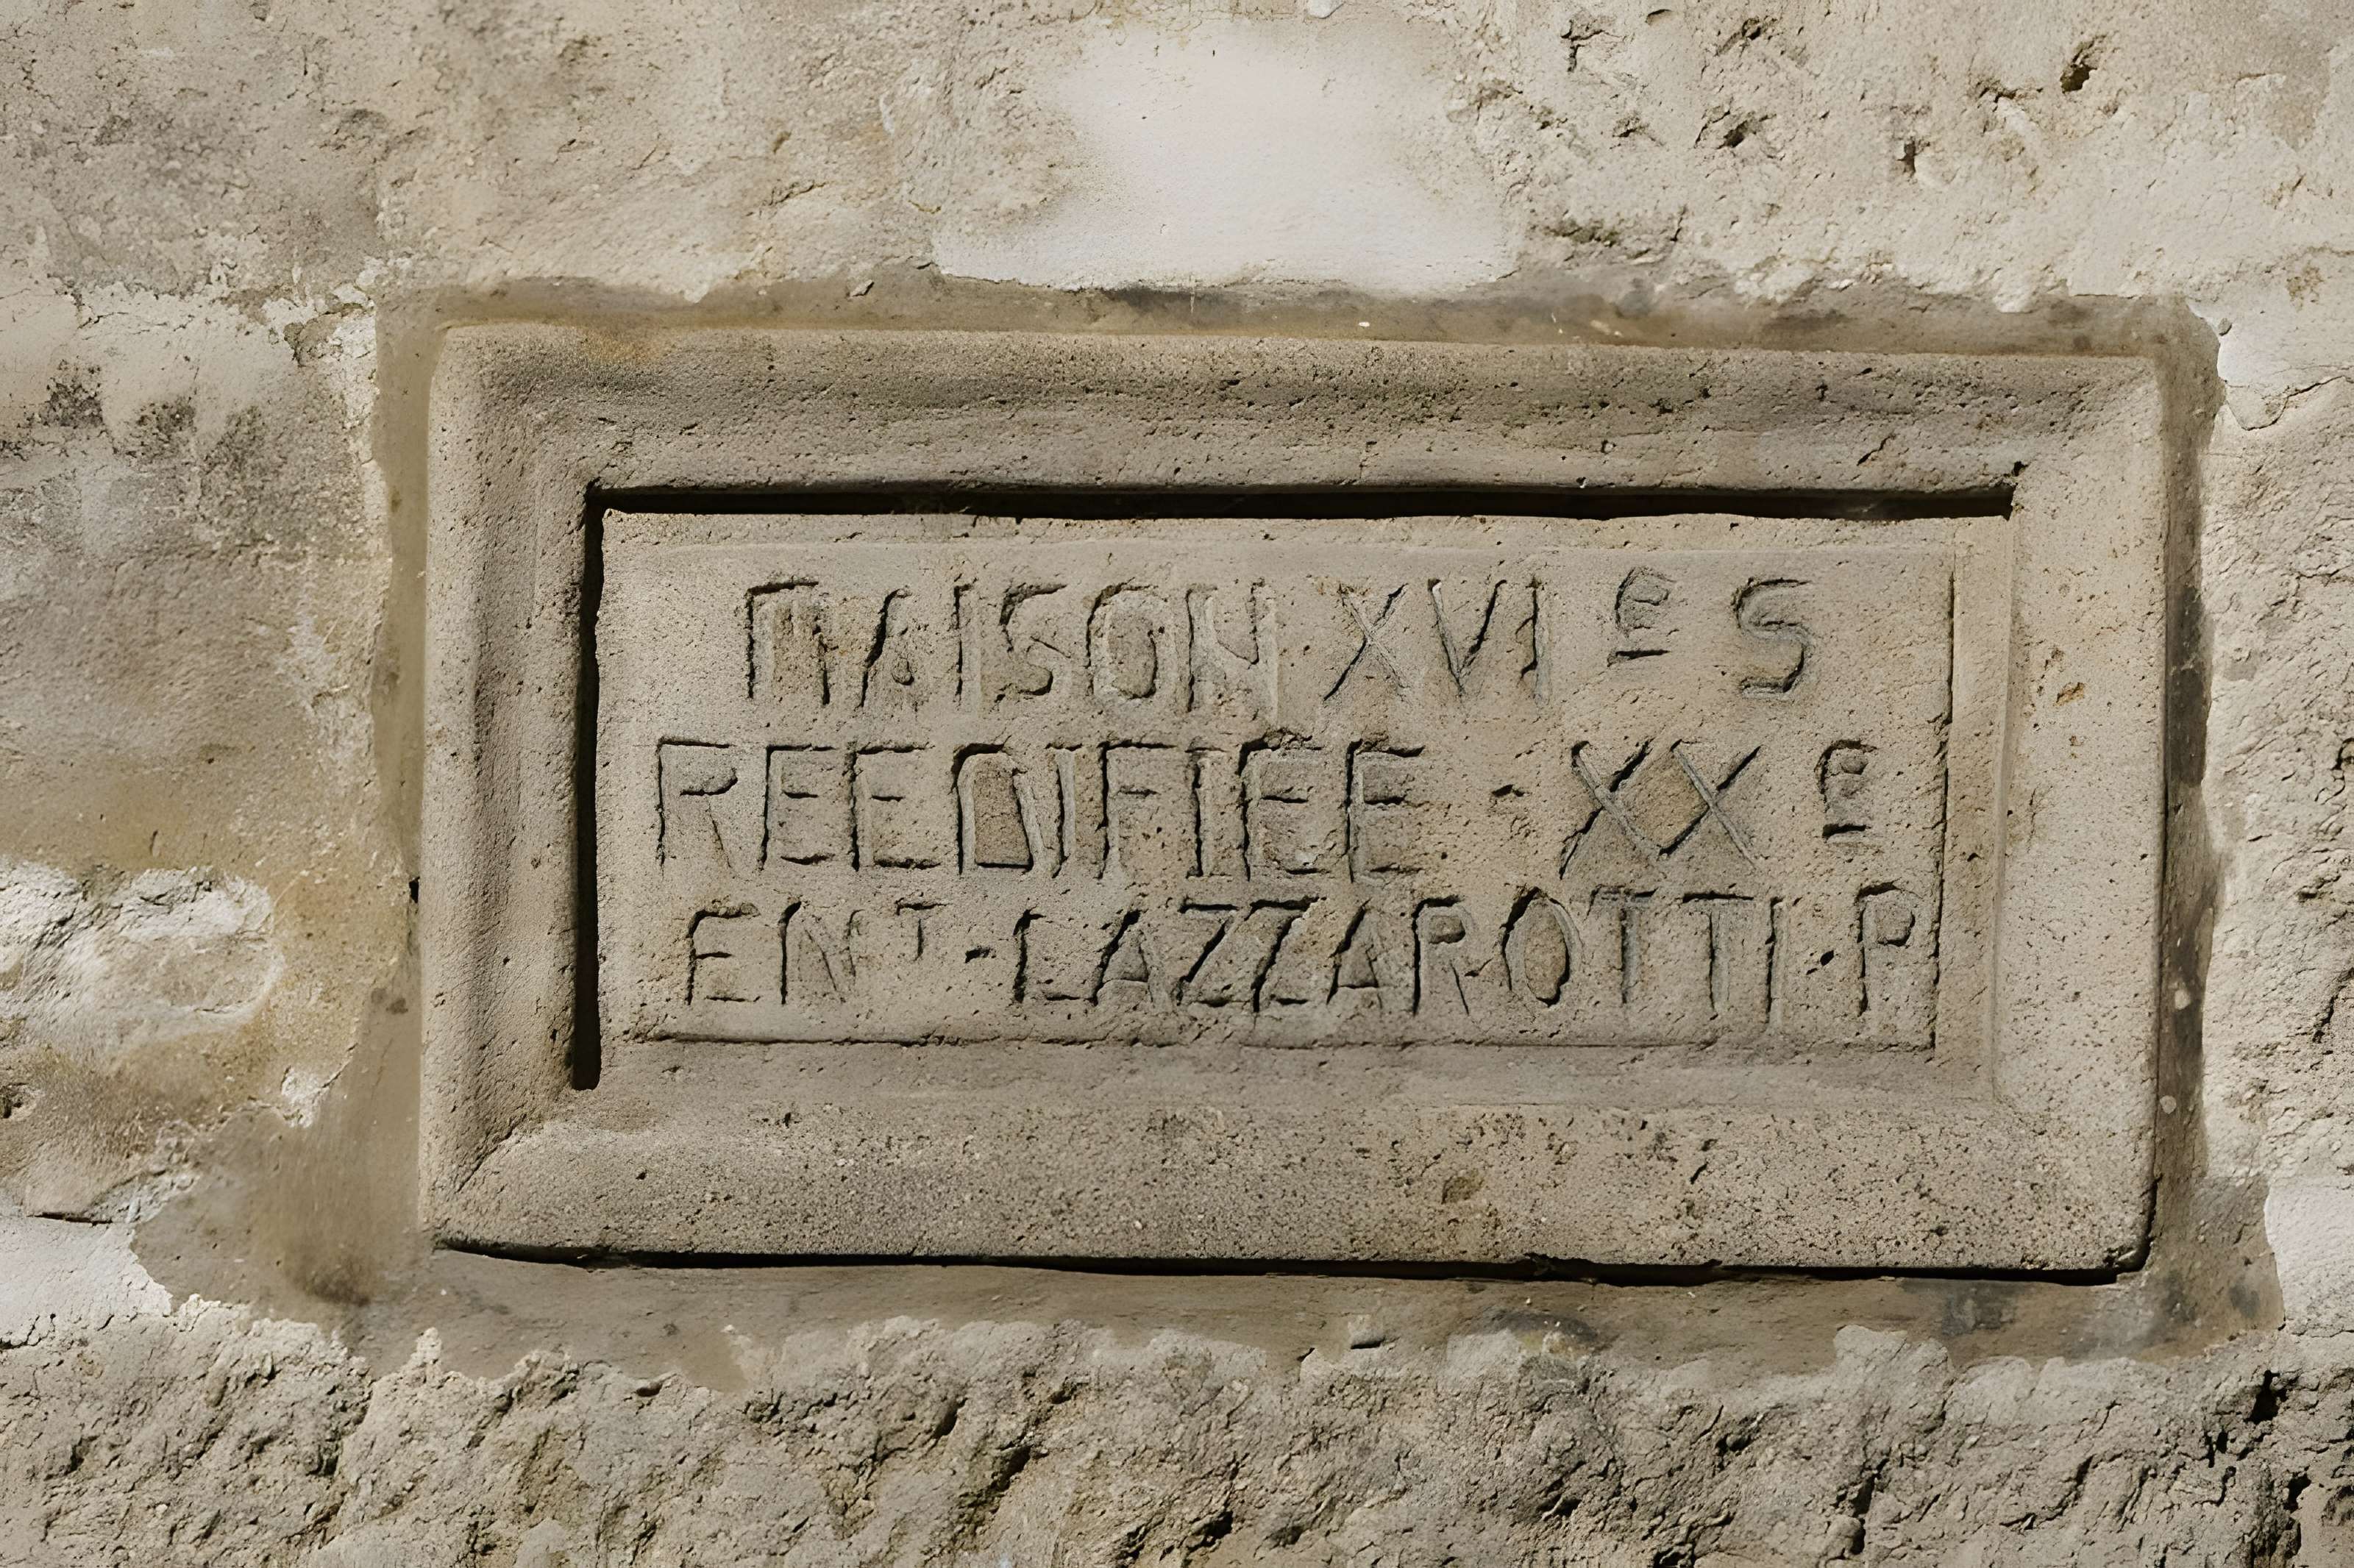 MAISON XVIᴱ S
REEDIFIEE - XXᴱ
ENᵀ - LAZZAROTTI · P